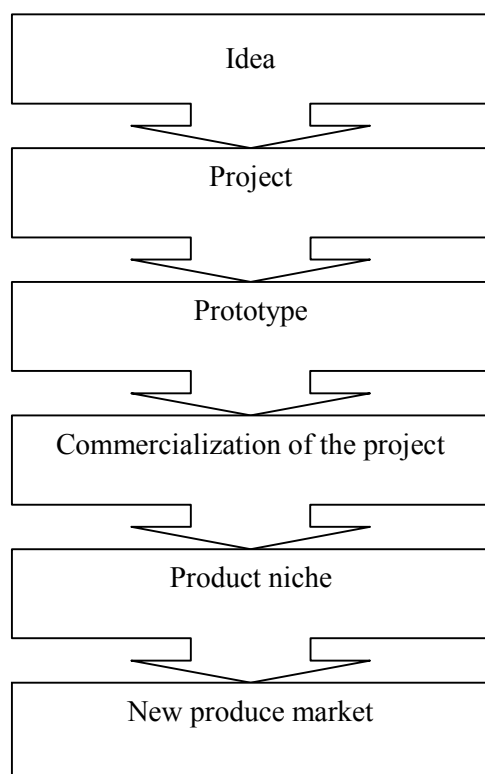 Idea
Project
Prototype
Commercialization of the project
Product niche
New produce market